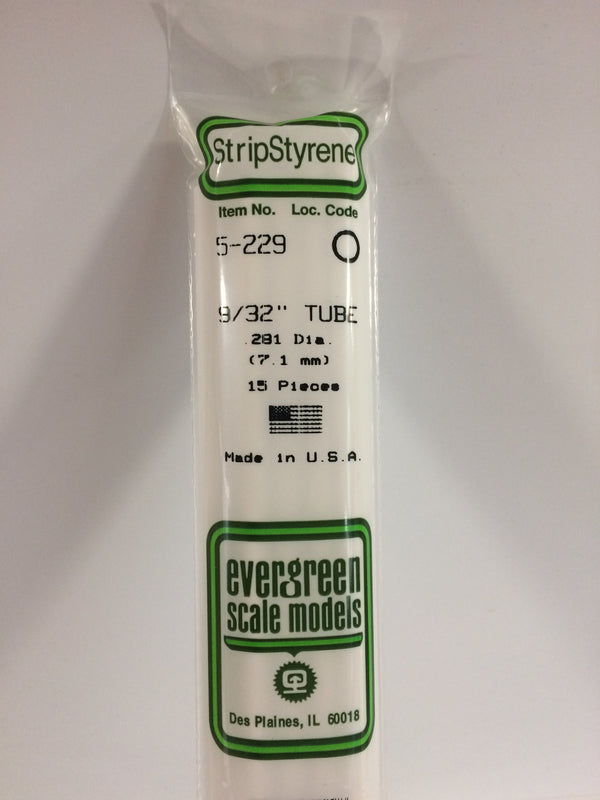 StripStyrene
Item No. Loc. Code
5-229
9/32" TUBE
.281 Dia.
(7.1 mm)
15 Pieces
Made in U.S.A.
evergreen
scale models
Des Plaines, IL 60018